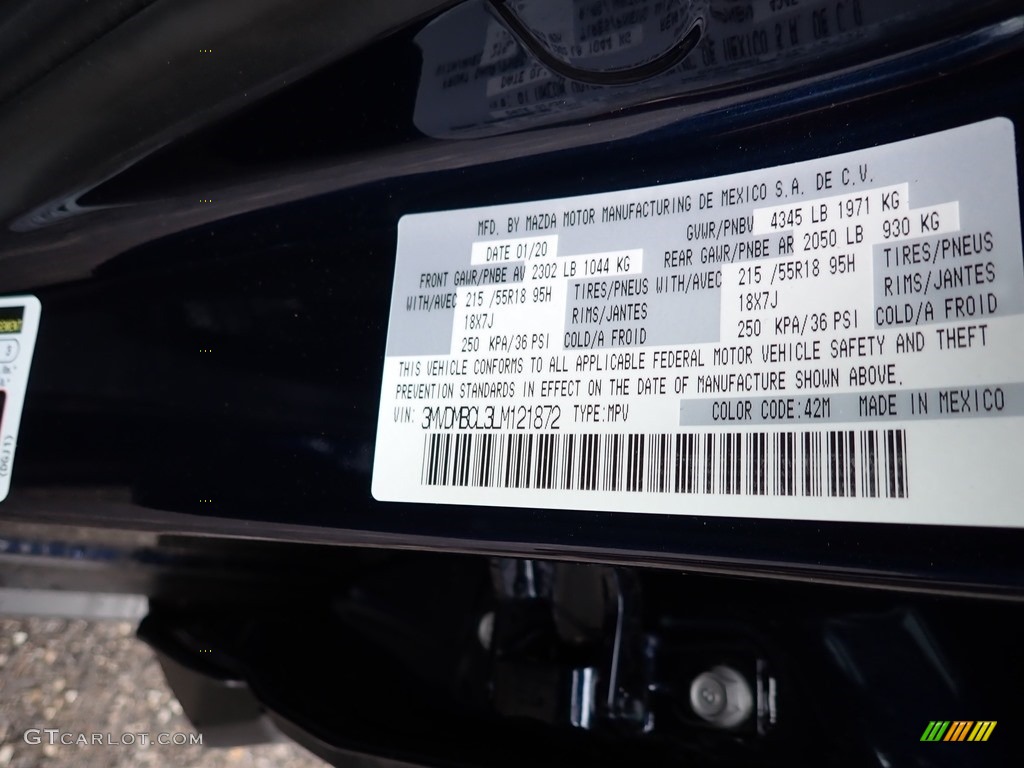 MFD. BY MAZDA MOTOR MANUFACTURING DE MEXICO S.A. DE C.V.
DATE 01/20 GVWR/PNBV 4345 LB 1971 KG
FRONT GAWR/PNBE AV 2302 LB 1044 KG REAR GAWR/PNBE AR 2050 LB 930 KG
WITH/AVEC 215 /55R18 95H TIRES/PNEUS WITH/AVEC 215 /55R18 95H TIRES/PNEUS
18X7J RIMS/JANTES 18X7J RIMS/JANTES
250 KPA/36 PSI COLD/A FROID 250 KPA/36 PSI COLD/A FROID
THIS VEHICLE CONFORMS TO ALL APPLICABLE FEDERAL MOTOR VEHICLE SAFETY AND THEFT
PREVENTION STANDARDS IN EFFECT ON THE DATE OF MANUFACTURE SHOWN ABOVE.
VIN: 3MVDMBCL3LM121872 TYPE:MPV COLOR CODE:42M MADE IN MEXICO
(DGJ1)
GTCARLOT.COM